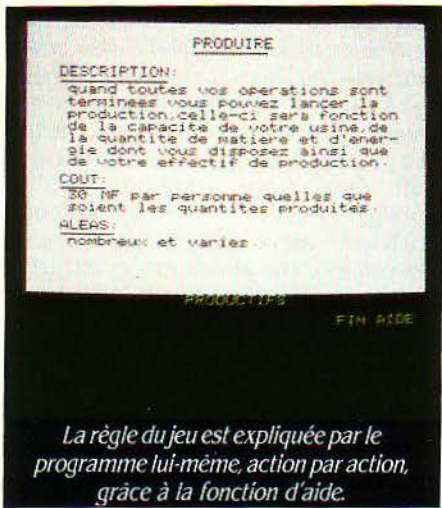 PRODUIRE
DESCRIPTION:
quand toutes vos operations sont
terminees vous pouvez lancer la
production.celle-ci sera fonction
de la capacite de votre usine,de
la quantite de matiere et d'ener-
gie dont vous disposez ainsi que
de votre effectif de production.
COUT:
30 MF par personne quelles que
soient les quantites produites.
ALEAS:
nombreux et varies.
PRODUCTIFS
FIN AIDE
La règle du jeu est expliquée par le
programme lui-même, action par action,
grâce à la fonction d'aide.